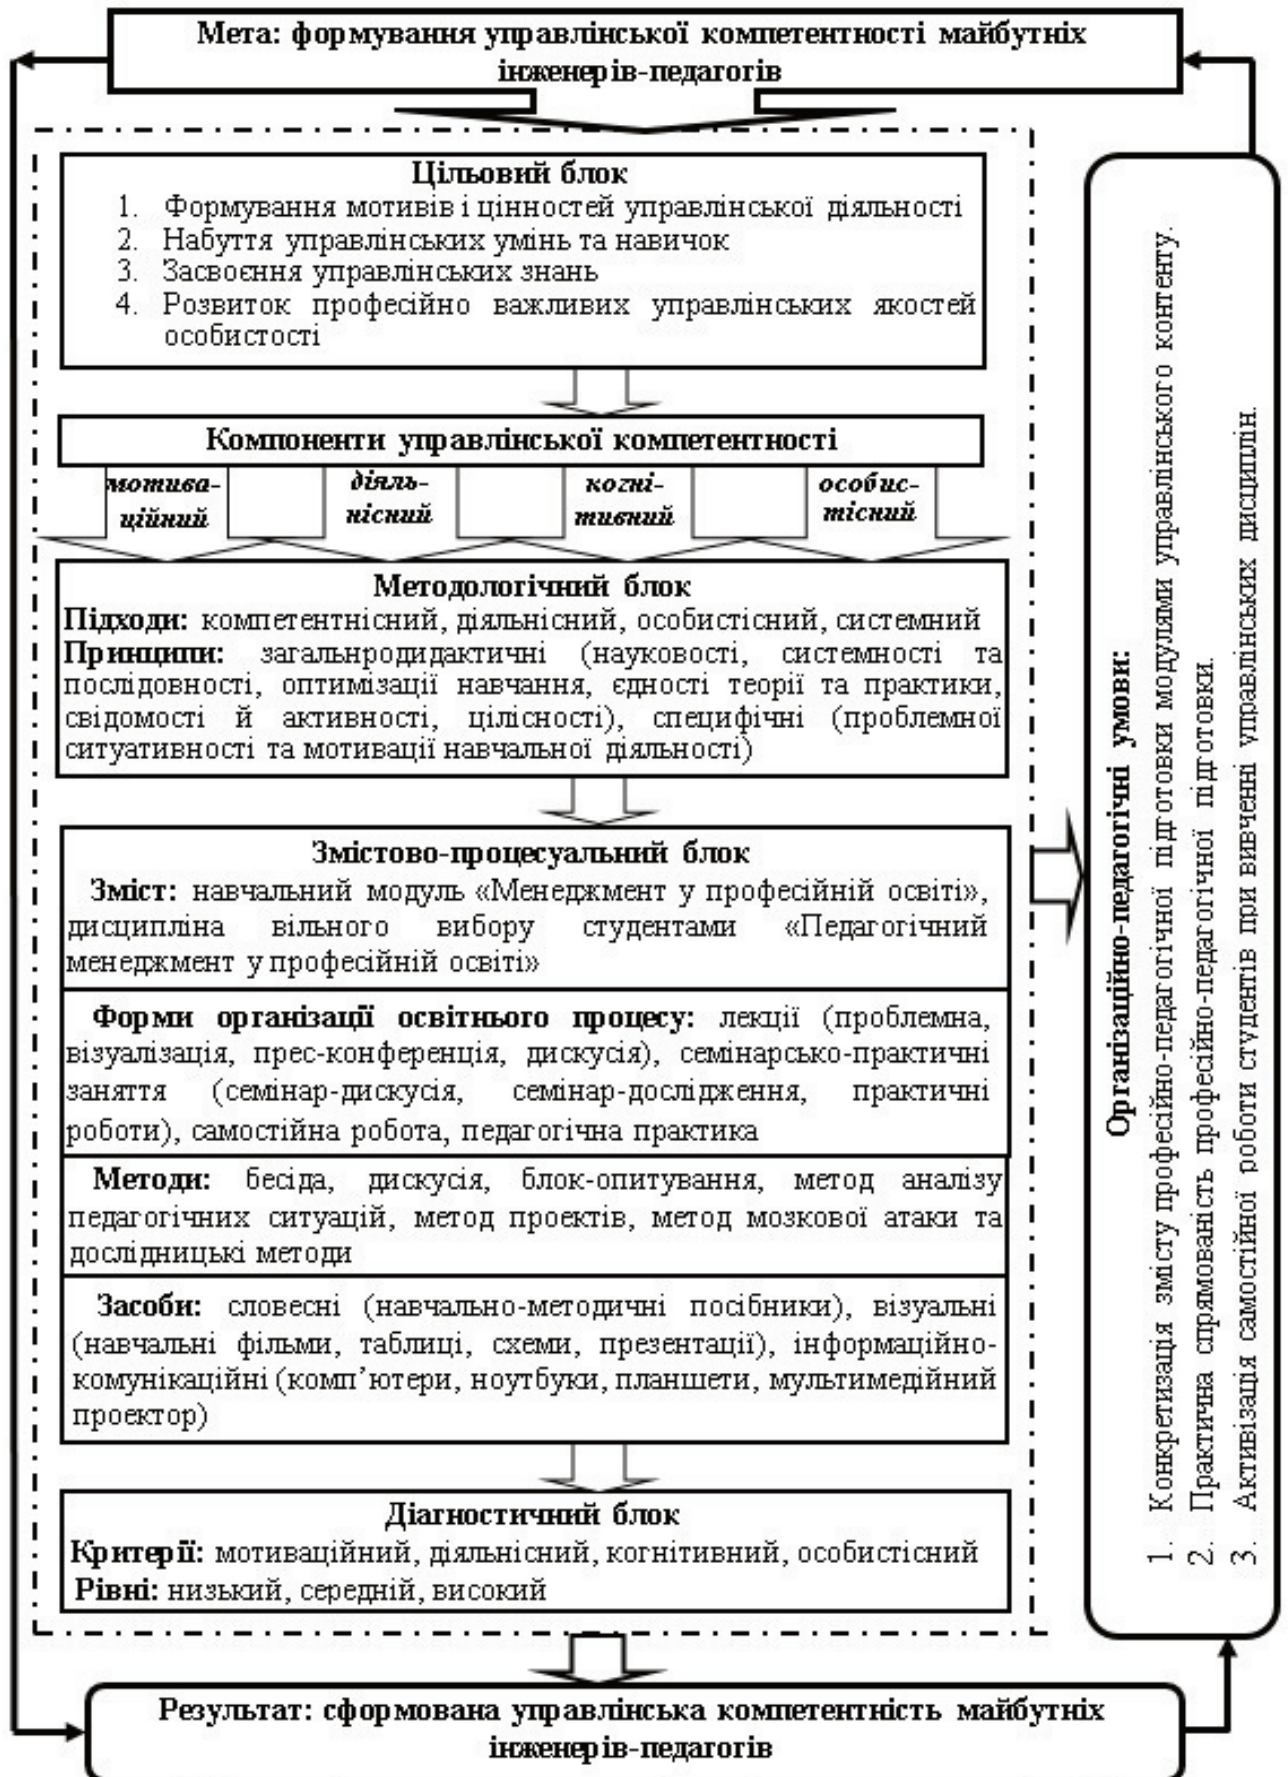 Мета: формування управлінської компетентності майбутніх
інженерів-педагогів
Цільовий блок
1. Формування мотивів і цінностей управлінської діяльності
2. Набуття управлінських умінь та навичок
3. Засвоєння управлінських знань
4. Розвиток професійно важливих управлінських якостей
особистості
Компоненти управлінської компетентності
мотива-
ційний
діяль-
нісний
когні-
тивний
особис-
тісний
Методологічний блок
Підходи: компетентнісний, діяльнісний, особистісний, системний
Принципи: загальнродидактичні (науковості, системності та
послідовності, оптимізації навчання, єдності теорії та практики,
свідомості й активності, цілісності), специфічні (проблемної
ситуативності та мотивації навчальної діяльності)
Змістово-процесуальний блок
Зміст: навчальний модуль «Менеджмент у професійній освіті»,
дисципліна вільного вибору студентами «Педагогічний
менеджмент у професійній освіті»
Форми організації освітнього процесу: лекції (проблемна,
візуалізація, прес-конференція, дискусія), семінарсько-практичні
заняття (семінар-дискусія, семінар-дослідження, практичні
роботи), самостійна робота, педагогічна практика
Методи: бесіда, дискусія, блок-опитування, метод аналізу
педагогічних ситуацій, метод проектів, метод мозкової атаки та
дослідницькі методи
Засоби: словесні (навчально-методичні посібники), візуальні
(навчальні фільми, таблиці, схеми, презентації), інформаційно-
комунікаційні (комп’ютери, ноутбуки, планшети, мультимедійний
проектор)
Діагностичний блок
Критерії: мотиваційний, діяльнісний, когнітивний, особистісний
Рівні: низький, середній, високий
Організаційно-педагогічні умови:
1. Конкретизація змісту професійно-педагогічної підготовки модулями управлінського контенту.
2. Практична спрямованість професійно-педагогічної підготовки.
3. Активізація самостійної роботи студентів при вивченні управлінських дисциплін.
Результат: сформована управлінська компетентність майбутніх
інженерів-педагогів